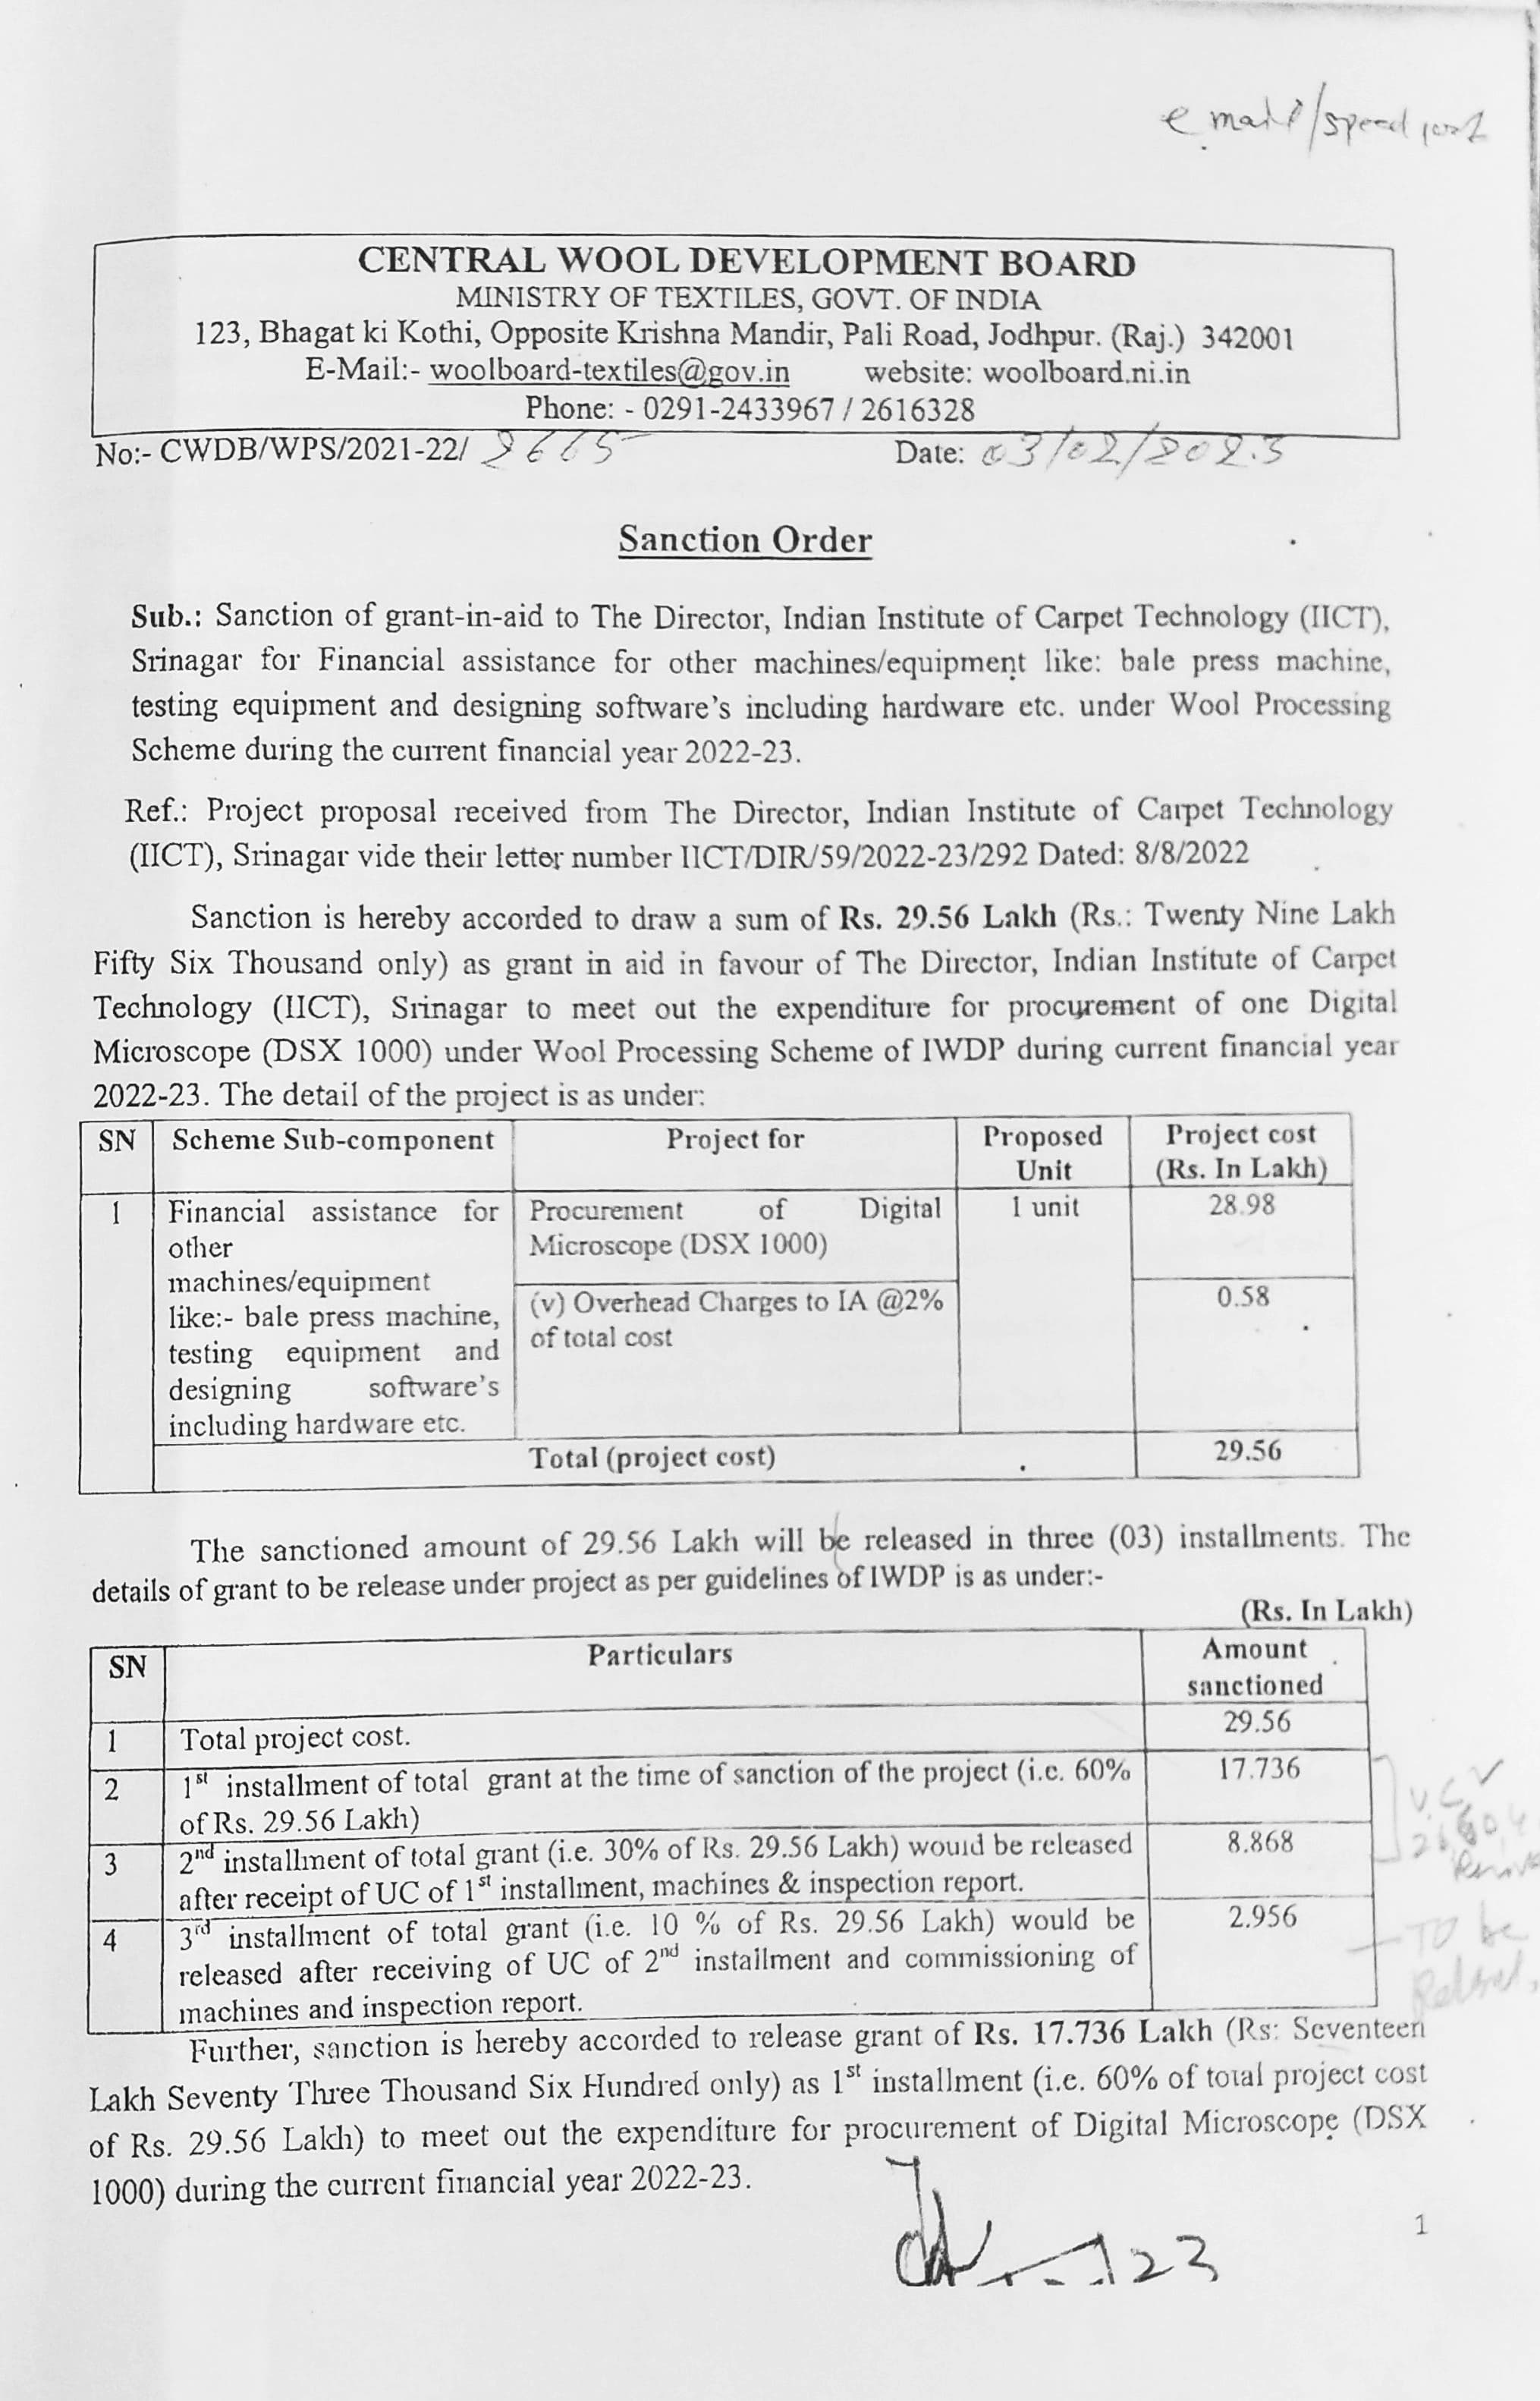 e mail/speed post
CENTRAL WOOL DEVELOPMENT BOARD
MINISTRY OF TEXTILES, GOVT. OF INDIA
123, Bhagat ki Kothi, Opposite Krishna Mandir, Pali Road, Jodhpur. (Raj.) 342001
E-Mail:- woolboard-textiles@gov.in website: woolboard.ni.in
Phone: - 0291-2433967 / 2616328
No:- CWDB/WPS/2021-22/ Date: 03/02/2023
Sanction Order
Sub.: Sanction of grant-in-aid to The Director, Indian Institute of Carpet Technology (IICT),
Srinagar for Financial assistance for other machines/equipment like: bale press machine,
testing equipment and designing software's including hardware etc. under Wool Processing
Scheme during the current financial year 2022-23.
Ref.: Project proposal received from The Director, Indian Institute of Carpet Technology
(IICT), Srinagar vide their letter number IICT/DIR/59/2022-23/292 Dated: 8/8/2022
Sanction is hereby accorded to draw a sum of Rs. 29.56 Lakh (Rs.: Twenty Nine Lakh
Fifty Six Thousand only) as grant in aid in favour of The Director, Indian Institute of Carpet
Technology (IICT), Srinagar to meet out the expenditure for procurement of one Digital
Microscope (DSX 1000) under Wool Processing Scheme of IWDP during current financial year
2022-23. The detail of the project is as under:
SN Scheme Sub-component Project for Proposed Project cost
Unit (Rs. In Lakh)
1 Financial assistance for Procurement of Digital 1 unit 28.98
other Microscope (DSX 1000)
machines/equipment
like:- bale press machine, (v) Overhead Charges to IA @2% 0.58
testing equipment and of total cost
designing software's
including hardware etc.
Total (project cost) 29.56
The sanctioned amount of 29.56 Lakh will be released in three (03) installments. The
details of grant to be release under project as per guidelines of IWDP is as under:-
(Rs. In Lakh)
SN Particulars Amount
sanctioned
1 Total project cost. 29.56
2 1st installment of total grant at the time of sanction of the project (i.e. 60% 17.736
of Rs. 29.56 Lakh)
3 2nd installment of total grant (i.e. 30% of Rs. 29.56 Lakh) would be released 8.868
after receipt of UC of 1st installment, machines & inspection report.
4 3rd installment of total grant (i.e. 10 % of Rs. 29.56 Lakh) would be 2.956
released after receiving of UC of 2nd installment and commissioning of
machines and inspection report.
U.C
To be
Further, sanction is hereby accorded to release grant of Rs. 17.736 Lakh (Rs: Seventeen
Lakh Seventy Three Thousand Six Hundred only) as 1st installment (i.e. 60% of total project cost
of Rs. 29.56 Lakh) to meet out the expenditure for procurement of Digital Microscope (DSX
1000) during the current financial year 2022-23.
1